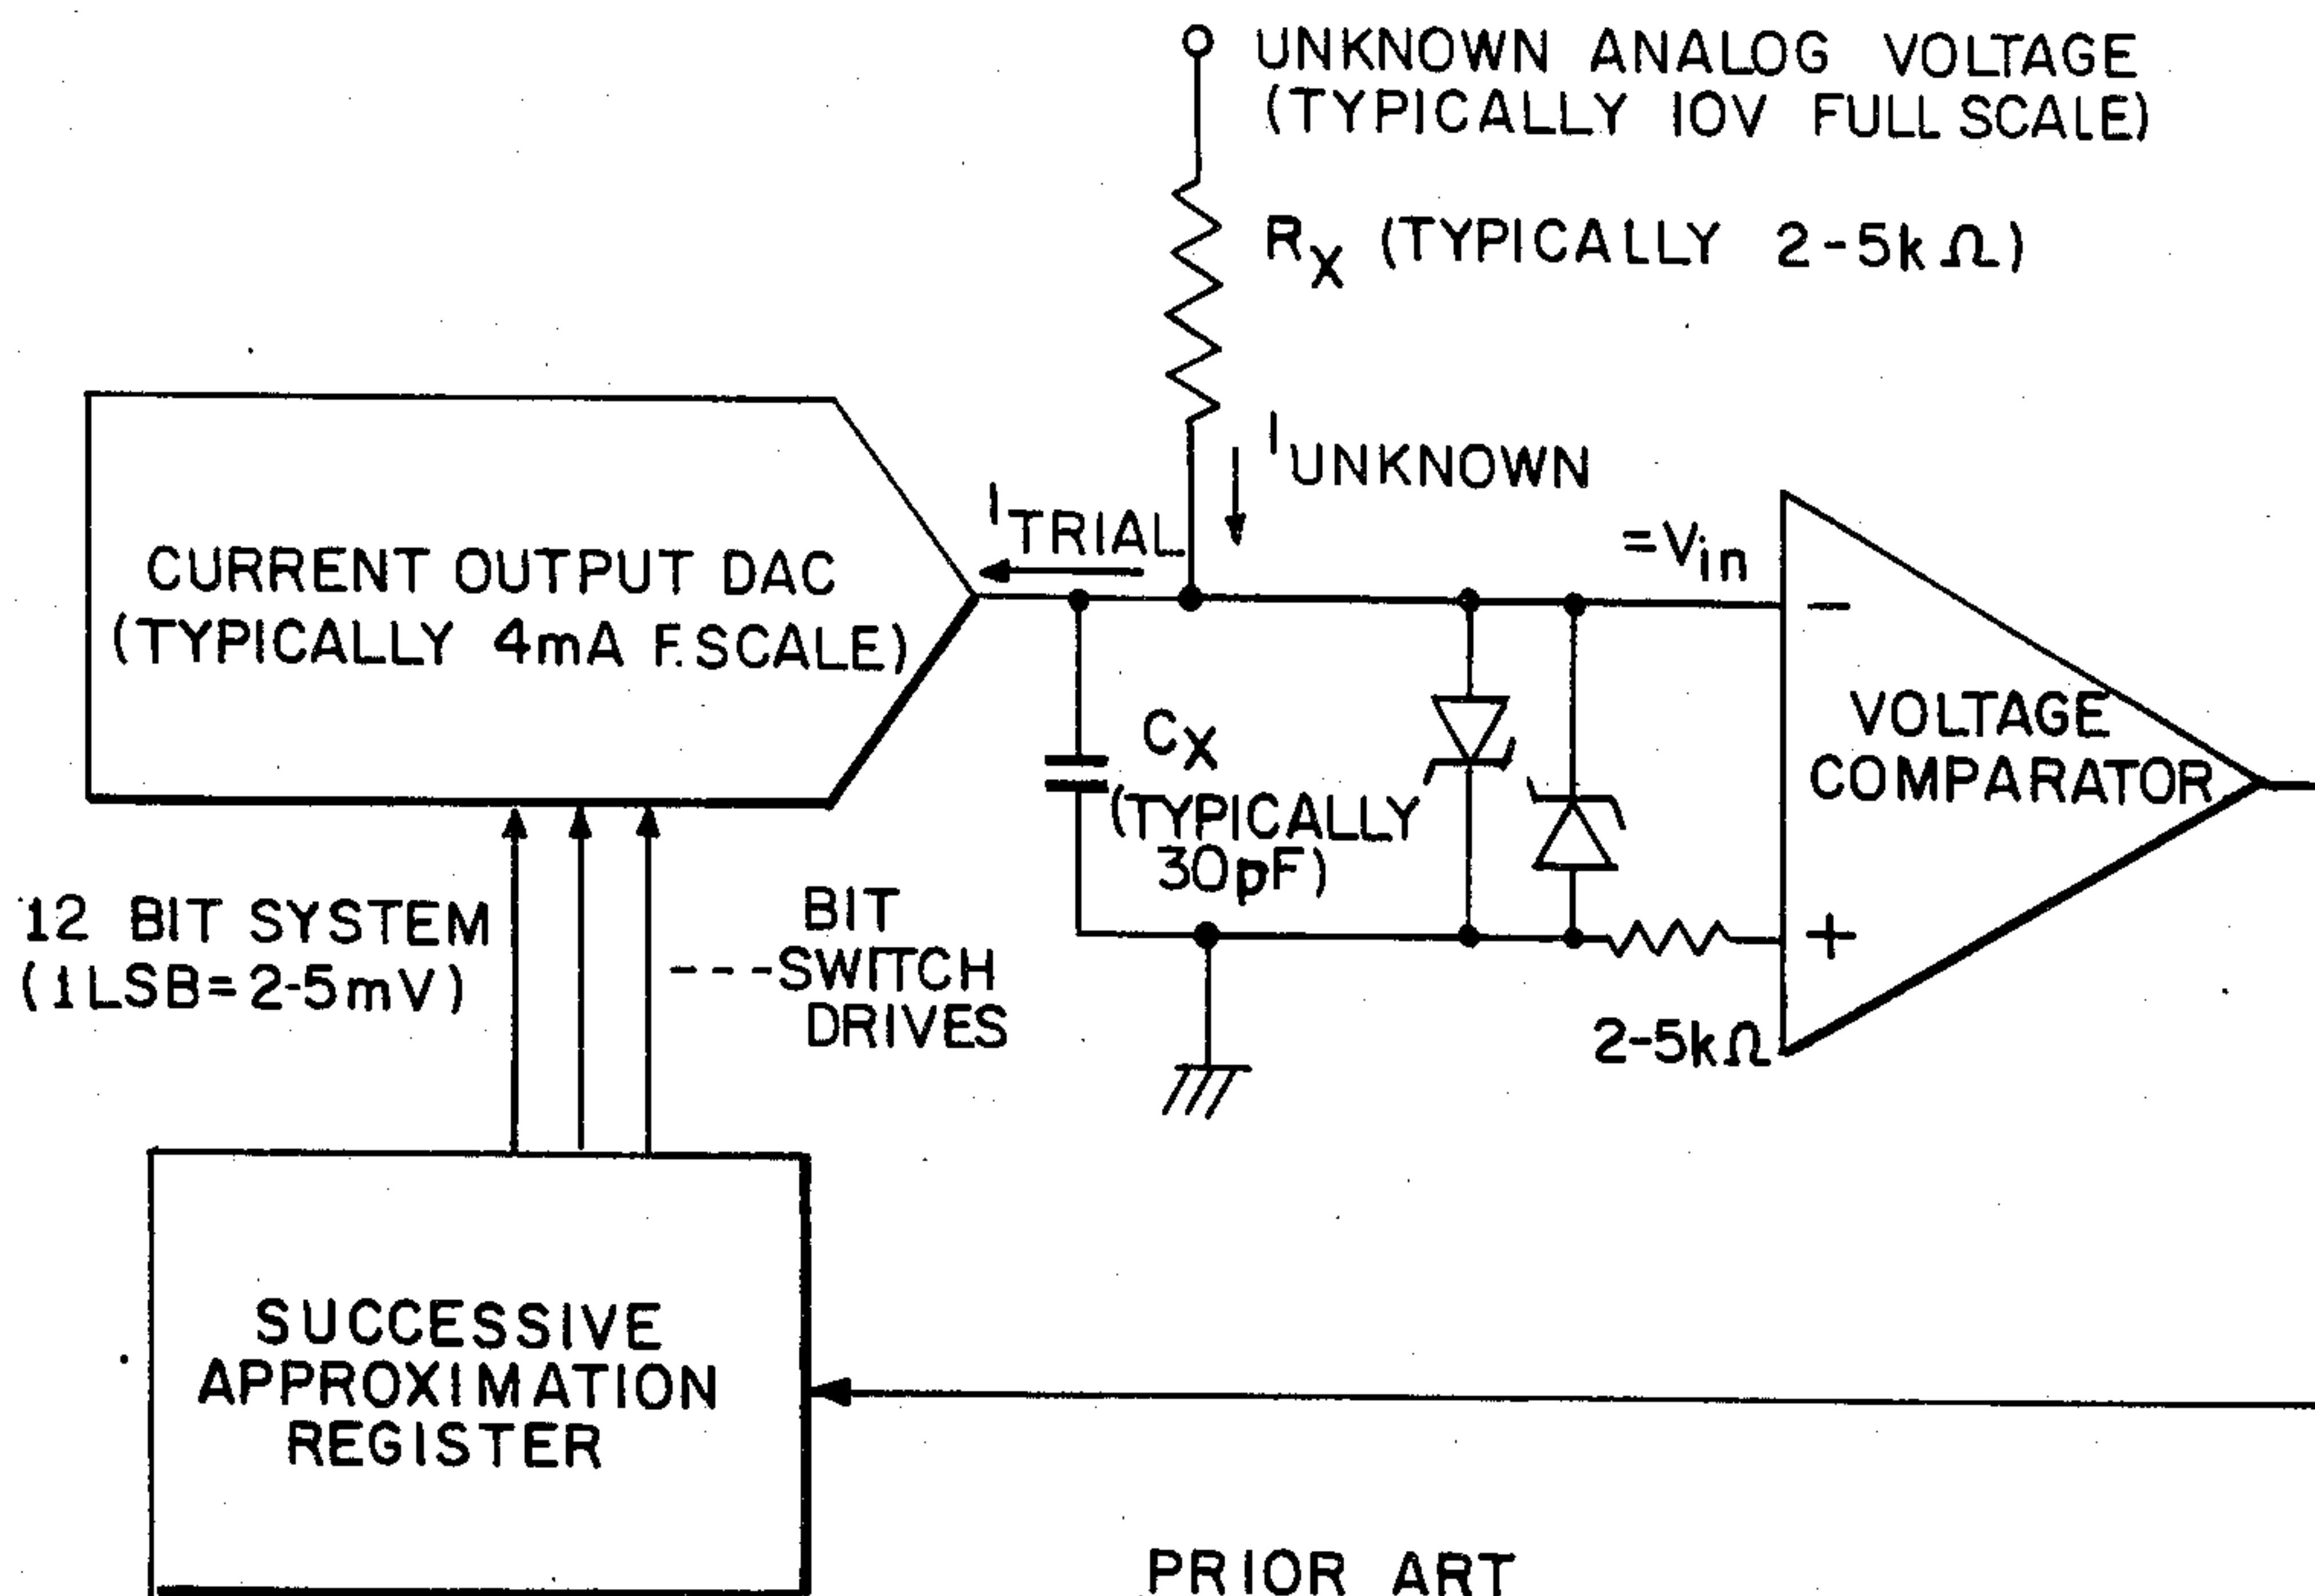 UNKNOWN ANALOG VOLTAGE
(TYPICALLY 10V FULL SCALE)
RX (TYPICALLY 2-5kΩ)
IUNKNOWN
ITRIAL
=Vin
CURRENT OUTPUT DAC
(TYPICALLY 4mA F.SCALE)
-
VOLTAGE
COMPARATOR
+
CX
(TYPICALLY
30pF)
12 BIT SYSTEM
(1LSB=2-5mV)
BIT
---SWITCH
DRIVES
2-5kΩ
SUCCESSIVE
APPROXIMATION
REGISTER
PRIOR ART